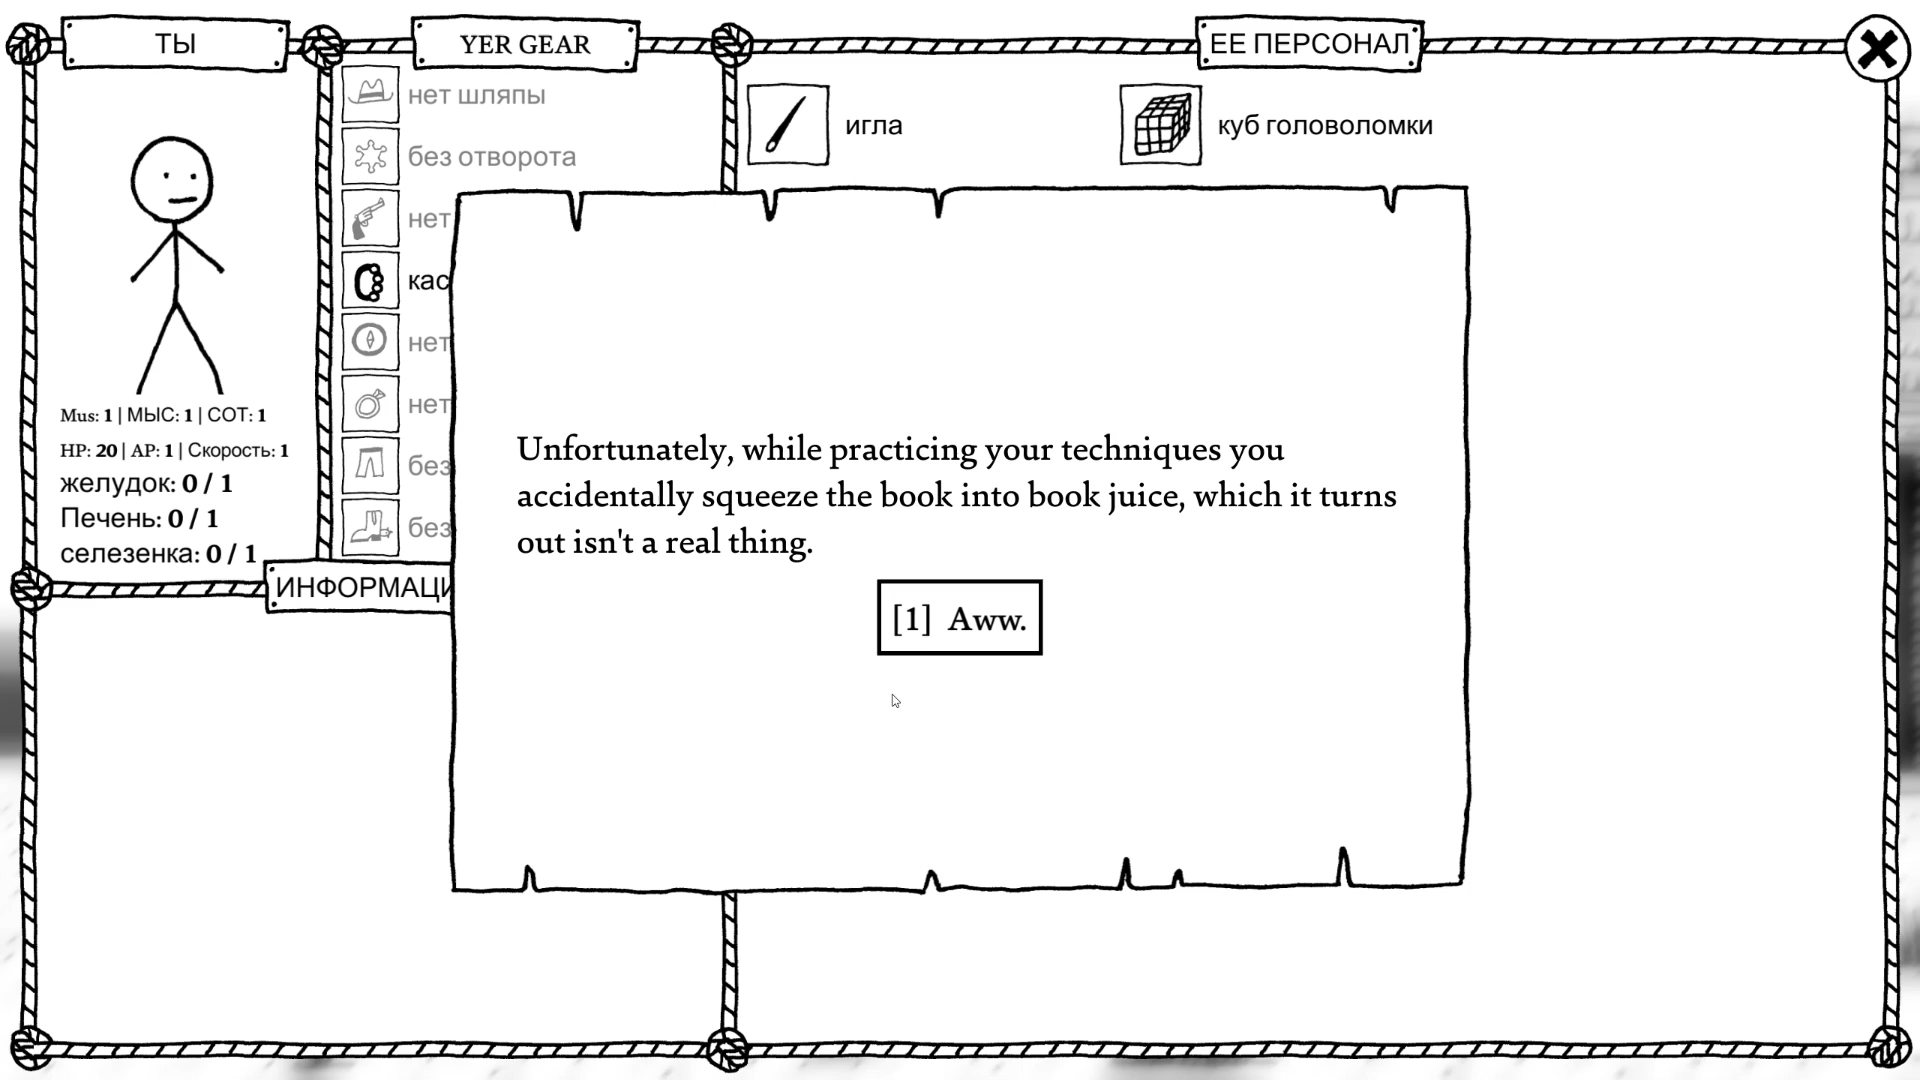 ТЫ
YER GEAR
ЕЕ ПЕРСОНАЛ
нет шляпы
без отворота
нет
кас
нет
нет
без
без
игла
куб головоломки
Mus: 1 | МЫС: 1 | СОТ: 1
HP: 20 | AP: 1 | Скорость: 1
желудок: 0 / 1
Печень: 0 / 1
селезенка: 0 / 1
ИНФОРМАЦИ
Unfortunately, while practicing your techniques you
accidentally squeeze the book into book juice, which it turns
out isn't a real thing.
[1] Aww.